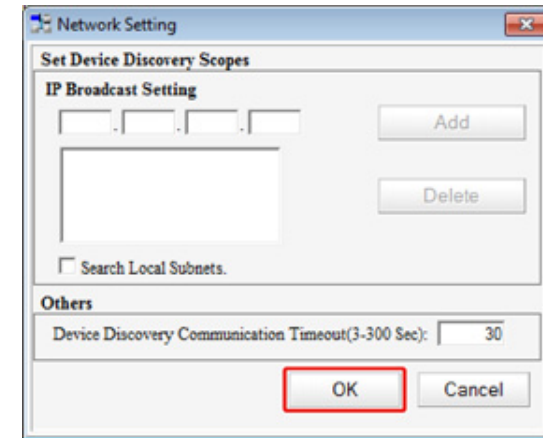 Network Setting
Set Device Discovery Scopes
IP Broadcast Setting
. . .
Add
Delete
Search Local Subnets.
Others
Device Discovery Communication Timeout(3-300 Sec): 30
OK Cancel